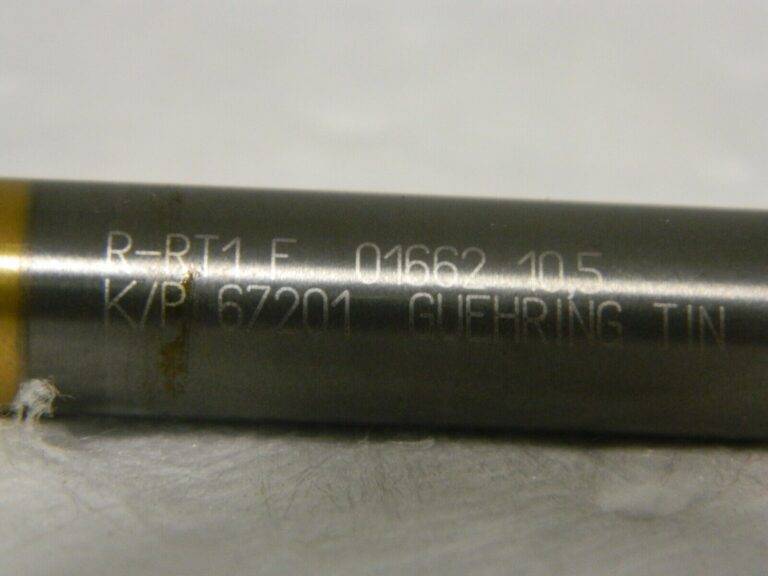 R-RT1 F 01662 10,5
K/P 67201 GUEHRING TIN